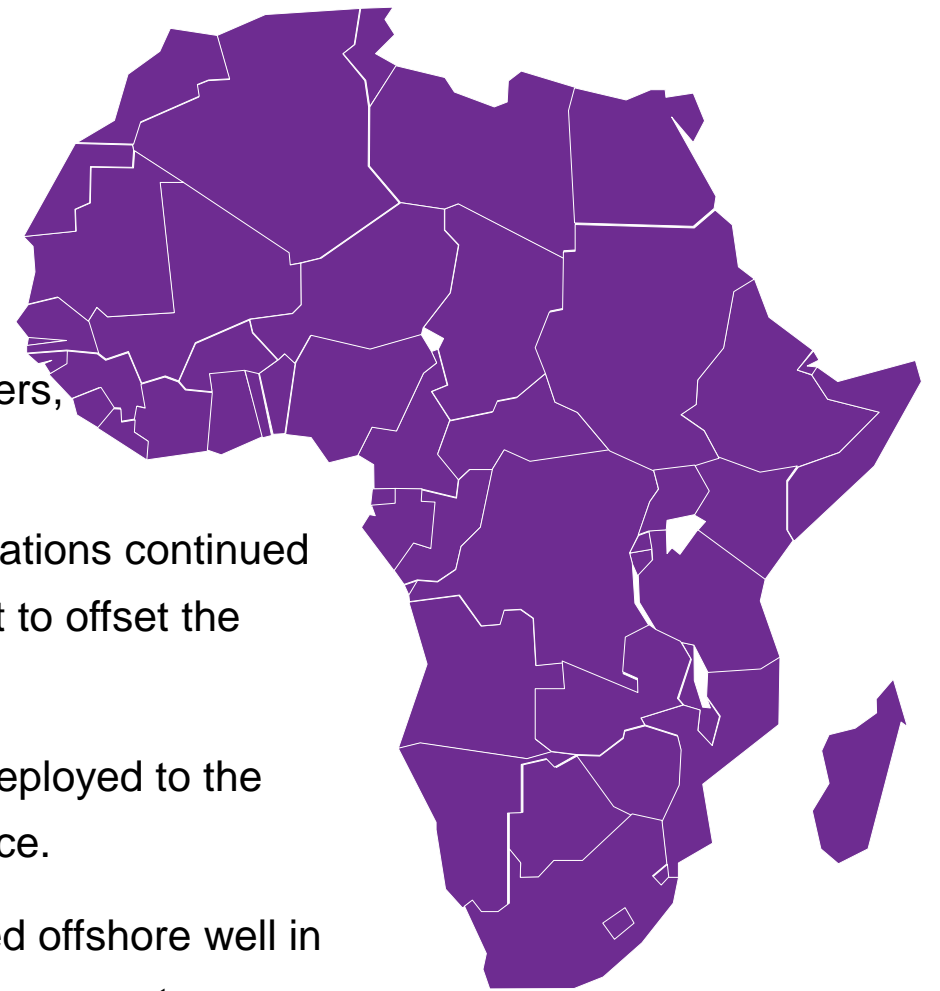 ers,
ations continued
t to offset the
eployed to the
ce.
ed offshore well in